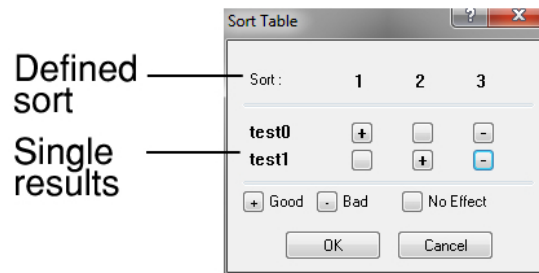 Sort Table ? X
Defined
sort
Sort : 1 2 3
test0 + -
Single
results
test1 + -
+ Good - Bad No Effect
OK Cancel